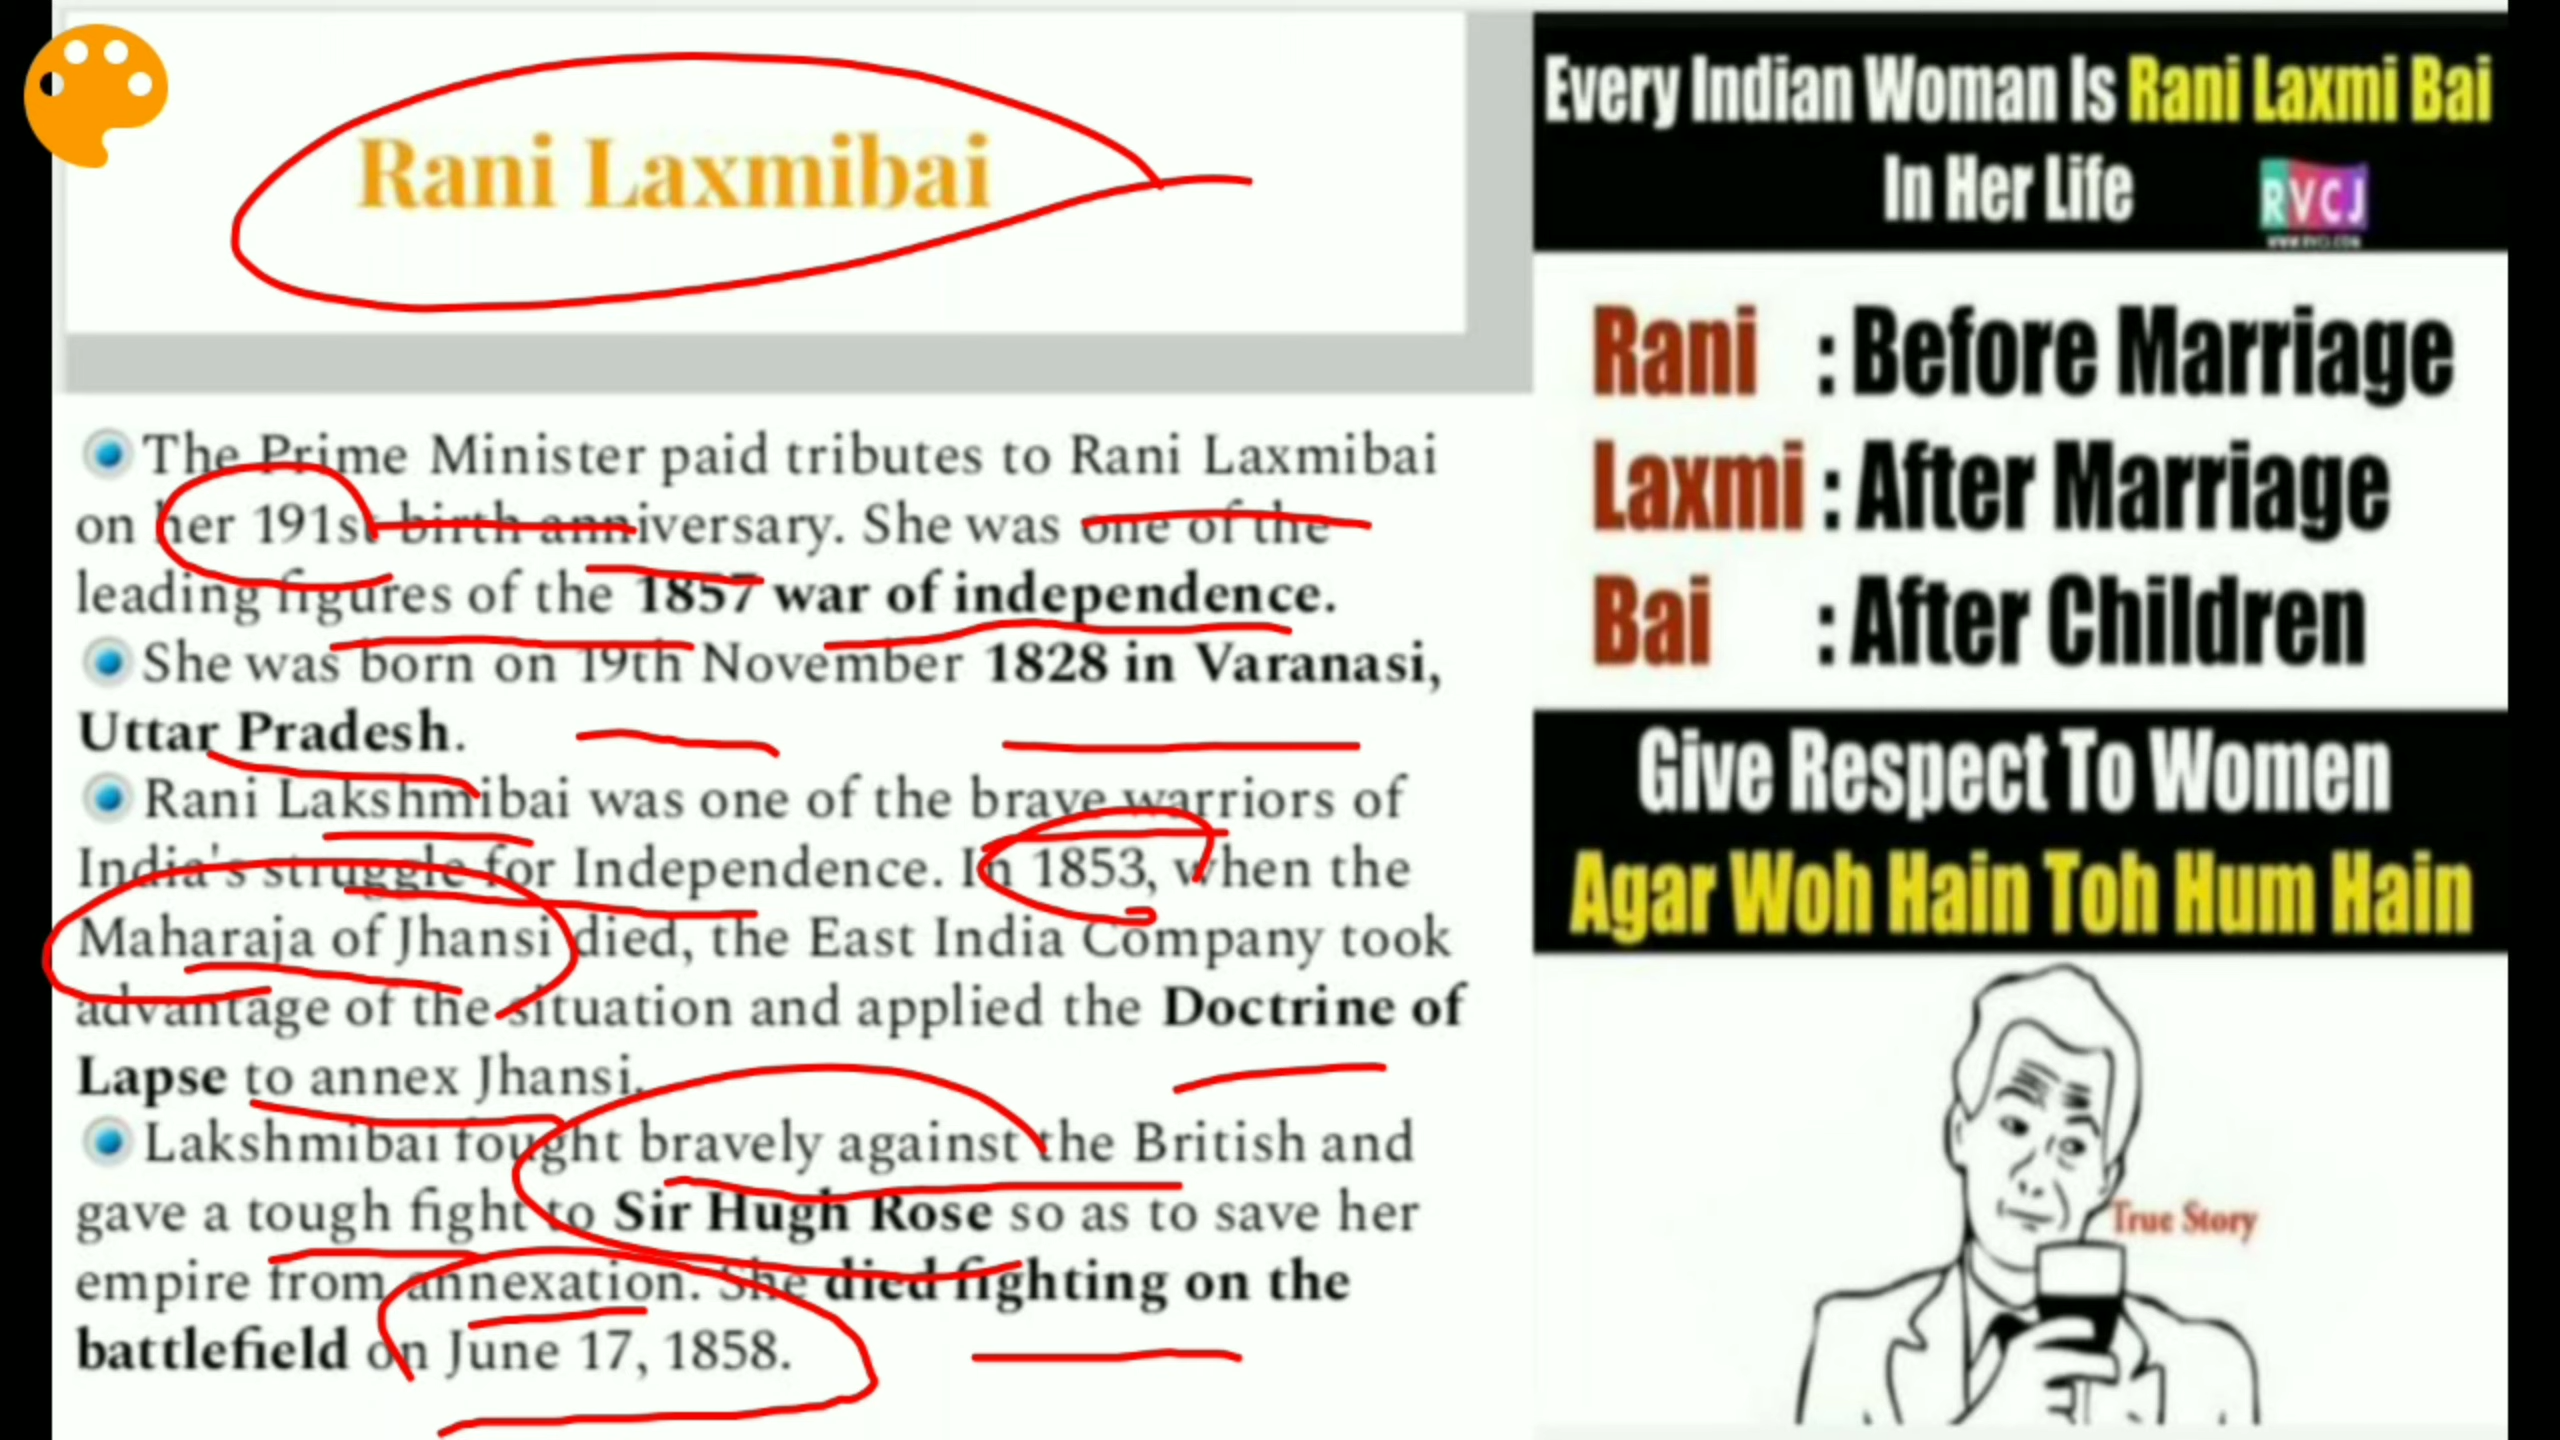 Rani Laxmibai
The Prime Minister paid tributes to Rani Laxmibai
on her 191st birth anniversary. She was one of the
leading figures of the 1857 war of independence.
She was born on 19th November 1828 in Varanasi,
Uttar Pradesh.
Rani Lakshmibai was one of the brave warriors of
India's struggle for Independence. In 1853, when the
Maharaja of Jhansi died, the East India Company took
advantage of the situation and applied the Doctrine of
Lapse to annex Jhansi.
Lakshmibai fought bravely against the British and
gave a tough fight to Sir Hugh Rose so as to save her
empire from annexation. She died fighting on the
battlefield on June 17, 1858.
Every Indian Woman Is Rani Laxmi Bai
In Her Life
RVCJ
WWW.RVCJ.COM
Rani : Before Marriage
Laxmi : After Marriage
Bai : After Children
Give Respect To Women
Agar Woh Hain Toh Hum Hain
True Story